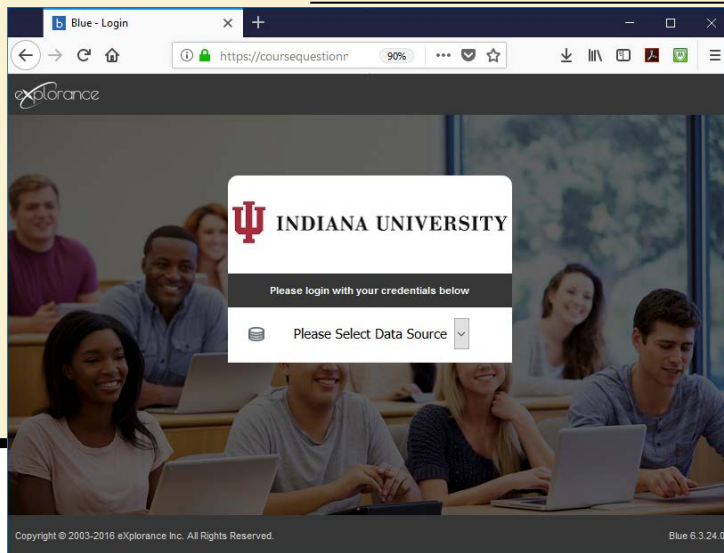 Blue - Login
https://coursequestionn
90%
eXplorance
INDIANA UNIVERSITY
Please login with your credentials below
Please Select Data Source
Copyright © 2003-2016 eXplorance Inc. All Rights Reserved.
Blue 6.3.24.0